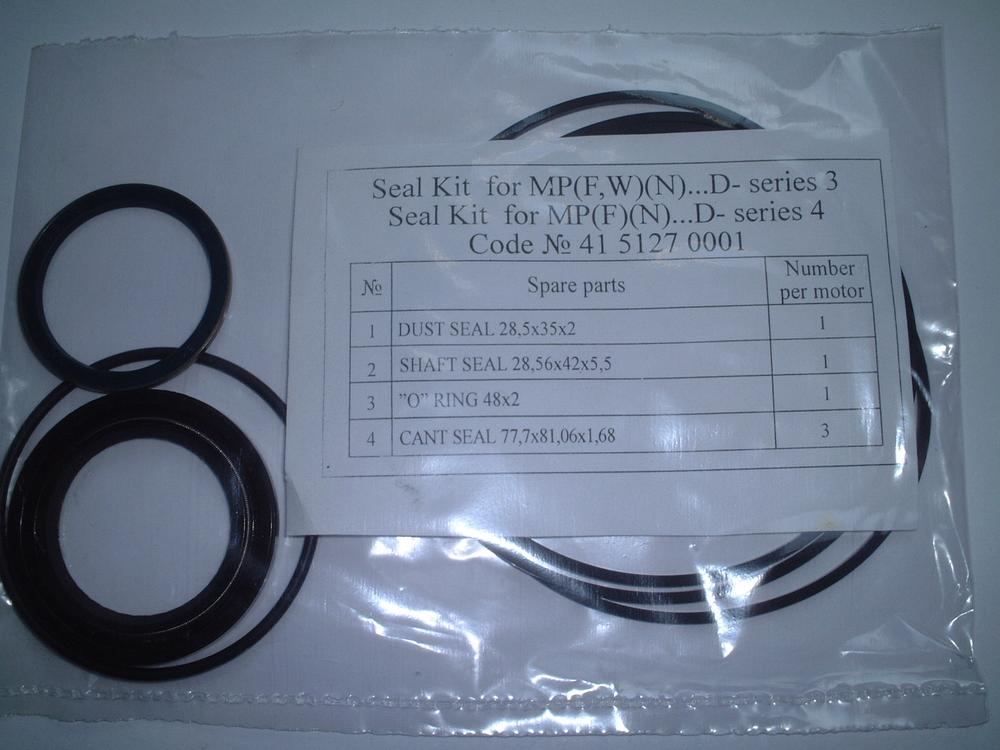 Seal Kit for MP(F,W)(N)...D- series 3
Seal Kit for MP(F)(N)...D- series 4
Code № 41 5127 0001
№ Spare parts Number per motor
1 DUST SEAL 28,5x35x2 1
2 SHAFT SEAL 28,56x42x5,5 1
3 ”O” RING 48x2 1
4 CANT SEAL 77,7x81,06x1,68 3